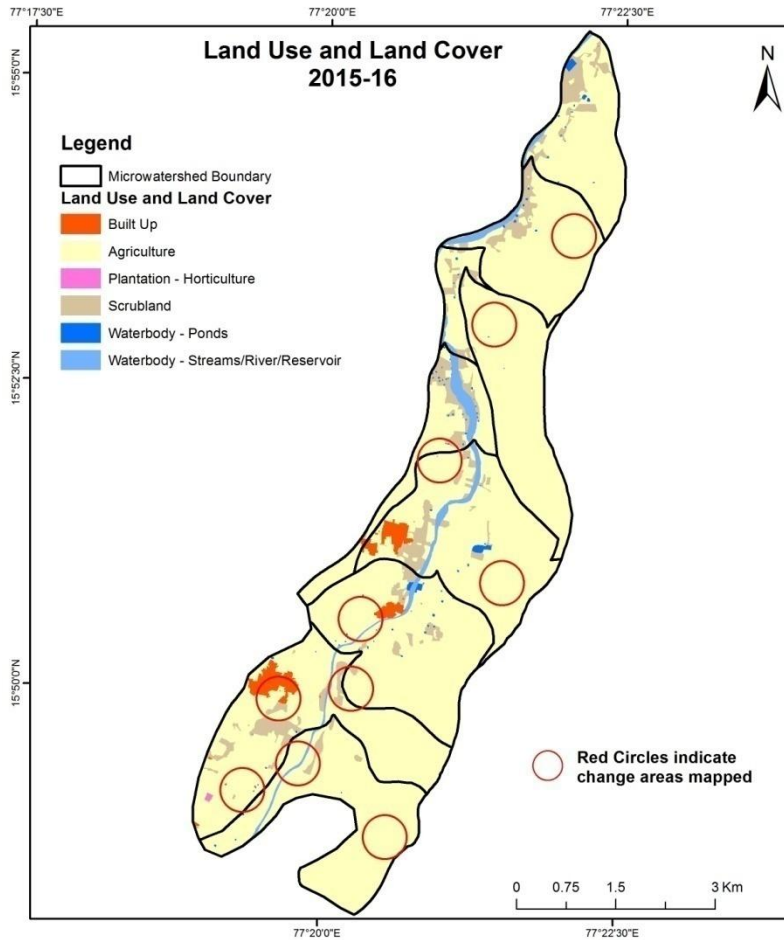 77°17'30"E
77°20'0"E
77°22'30"E
Land Use and Land Cover
2015-16
N
15°55'0"N
Legend
Microwatershed Boundary
Land Use and Land Cover
Built Up
Agriculture
Plantation - Horticulture
Scrubland
Waterbody - Ponds
Waterbody - Streams/River/Reservoir
15°52'30"N
15°50'0"N
Red Circles indicate
change areas mapped
0 0.75 1.5 3 Km
77°20'0"E
77°22'30"E